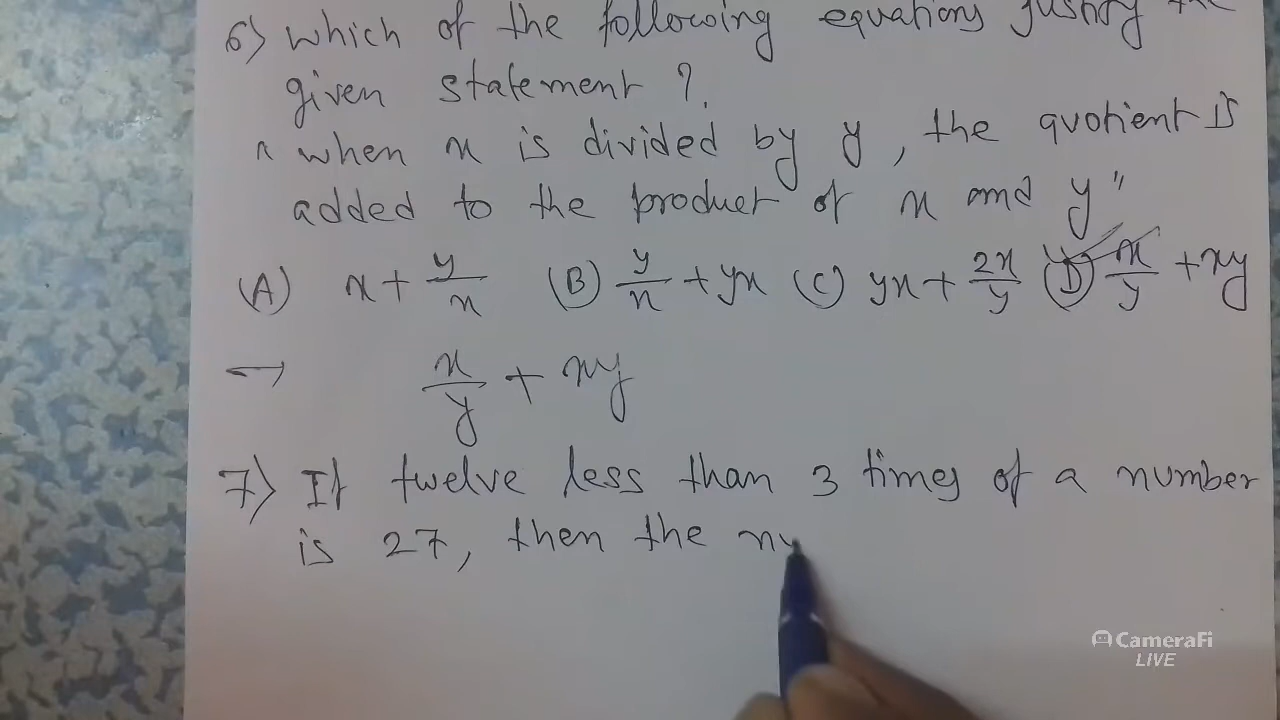 6) which of the following equations justify the
given statement ?
" when x is divided by y , the quotient is
added to the product of x and y "
(A) x + y/x (B) y/x + yx (C) yx + 2x/y (D) x/y + xy
→ x/y + xy
7) If twelve less than 3 times of a number
is 27, then the nu
CameraFi
LIVE